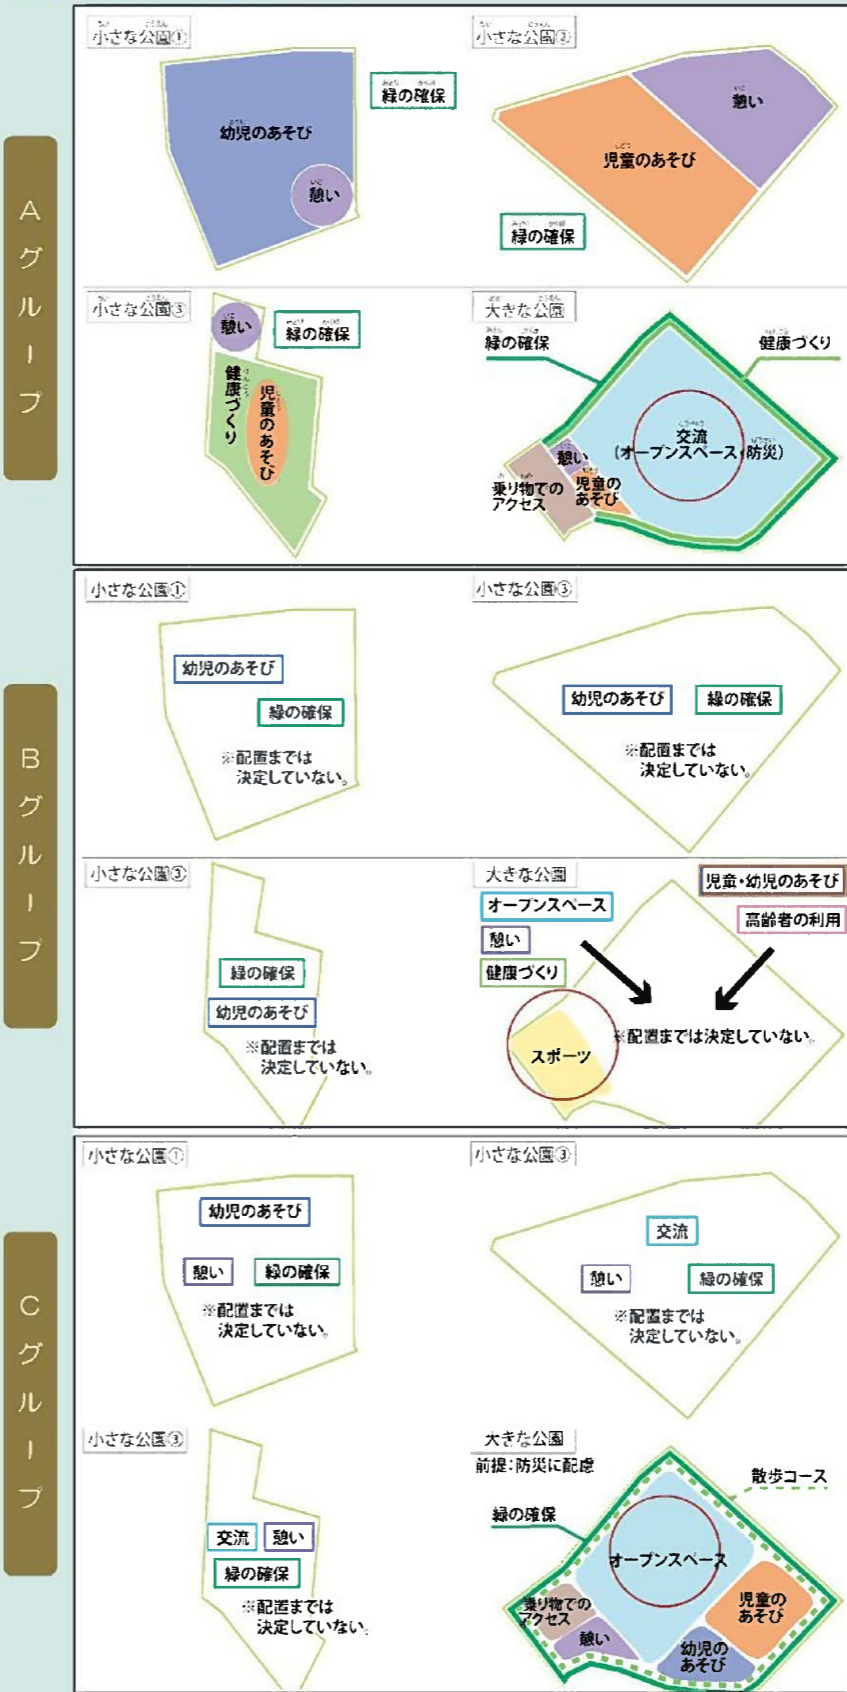 Aグループ
小さな公園①
幼児のあそび
憩い
緑の確保
小さな公園②
憩い
児童のあそび
緑の確保
小さな公園③
憩い
緑の確保
健康づくり
児童のあそび
大きな公園
緑の確保
健康づくり
交流
(オープンスペース・防災)
憩い
児童の
あそび
乗り物での
アクセス
Bグループ
小さな公園①
幼児のあそび
緑の確保
※配置までは
決定していない。
小さな公園③
幼児のあそび
緑の確保
※配置までは
決定していない。
小さな公園③
緑の確保
幼児のあそび
※配置までは
決定していない。
大きな公園
オープンスペース
憩い
健康づくり
児童・幼児のあそび
高齢者の利用
※配置までは決定していない。
スポーツ
Cグループ
小さな公園①
幼児のあそび
憩い
緑の確保
※配置までは
決定していない。
小さな公園③
交流
憩い
緑の確保
※配置までは
決定していない。
小さな公園③
交流
憩い
緑の確保
※配置までは
決定していない。
大きな公園
前提:防災に配慮
散歩コース
緑の確保
オープンスペース
乗り物での
アクセス
憩い
幼児の
あそび
児童の
あそび